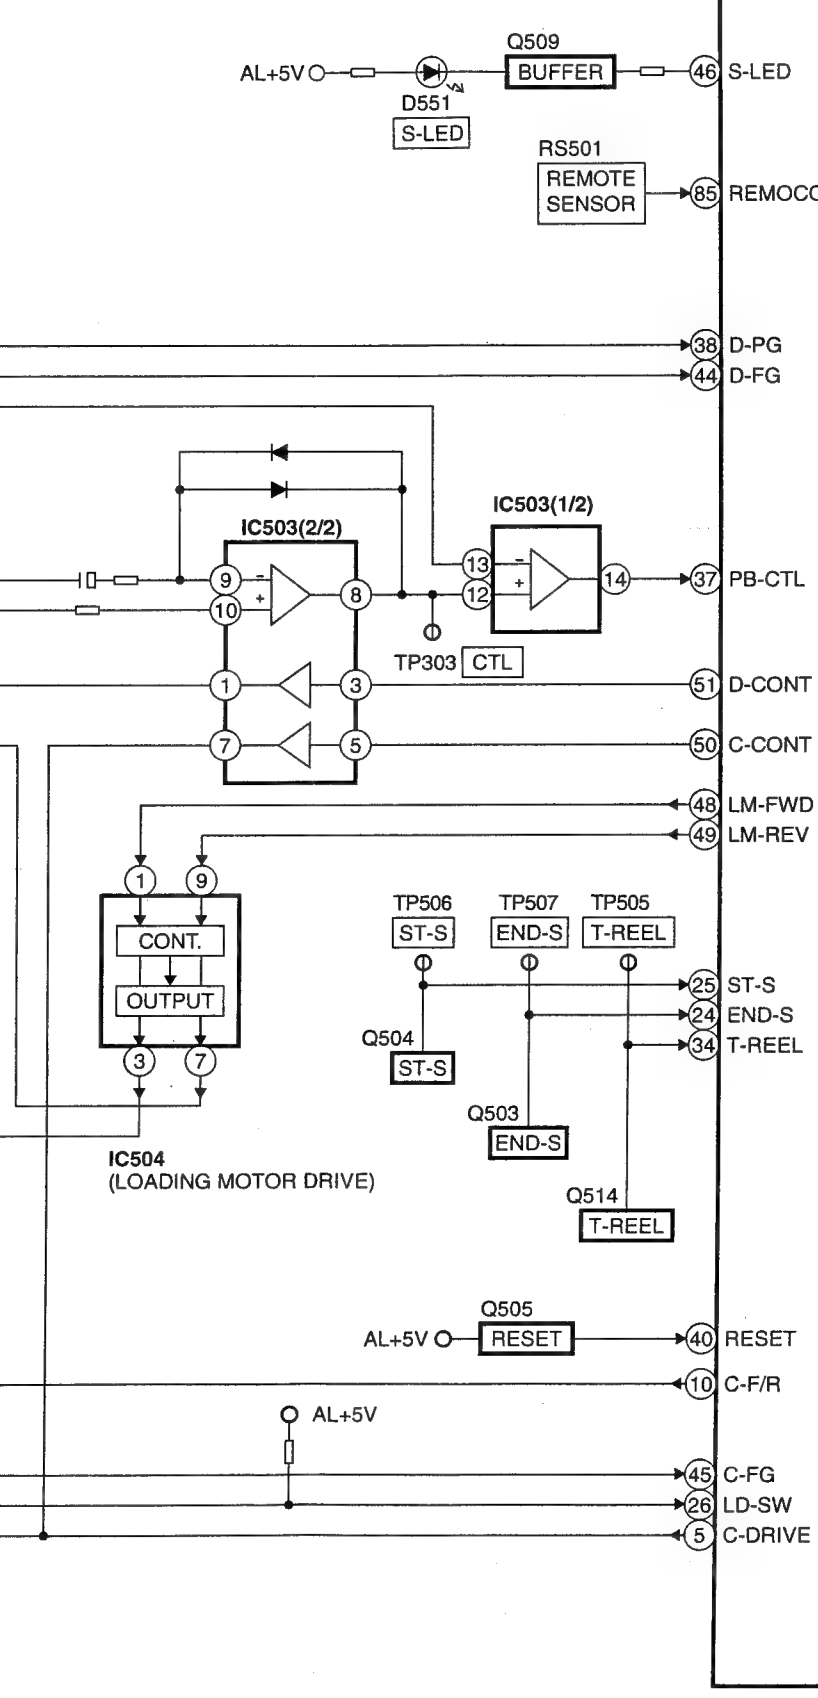 Q509
AL+5V
BUFFER
46 S-LED
D551
S-LED
RS501
REMOTE
SENSOR
85
38 D-PG
44 D-FG
IC503(1/2)
IC503(2/2)
13
9
14
37 PB-CTL
8
12
10
TP303 CTL
1
3
51 D-CONT
7
5
50 C-CONT
48 LM-FWD
49 LM-REV
1
9
TP506
TP507
TP505
ST-S
END-S
T-REEL
CONT.
25 ST-S
OUTPUT
24 END-S
Q504
34 T-REEL
3
7
ST-S
Q503
END-S
IC504
(LOADING MOTOR DRIVE)
Q514
T-REEL
Q505
AL+5V
RESET
40 RESET
10 C-F/R
AL+5V
45 C-FG
26 LD-SW
5 C-DRIVE